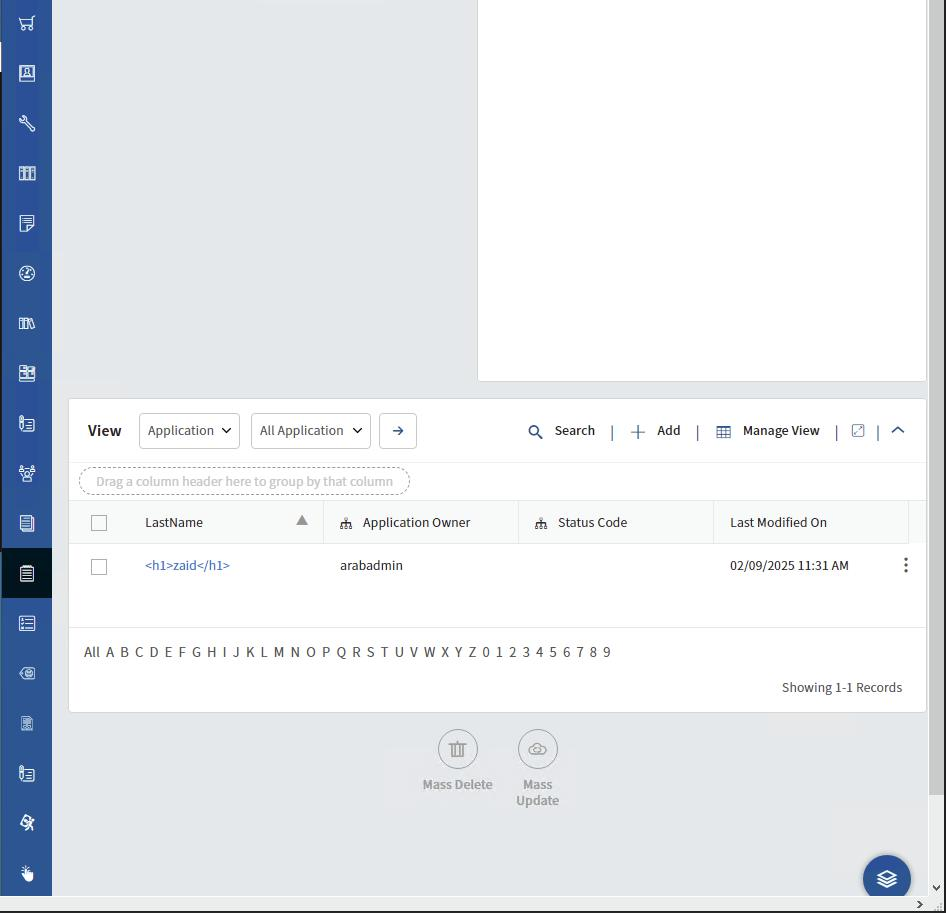 View Application All Application Search | + Add | Manage View | |
Drag a column header here to group by that column
LastName Application Owner Status Code Last Modified On
<h1>zaid</h1> arabadmin 02/09/2025 11:31 AM
All A B C D E F G H I J K L M N O P Q R S T U V W X Y Z 0 1 2 3 4 5 6 7 8 9
Showing 1-1 Records
Mass Delete Mass
Update